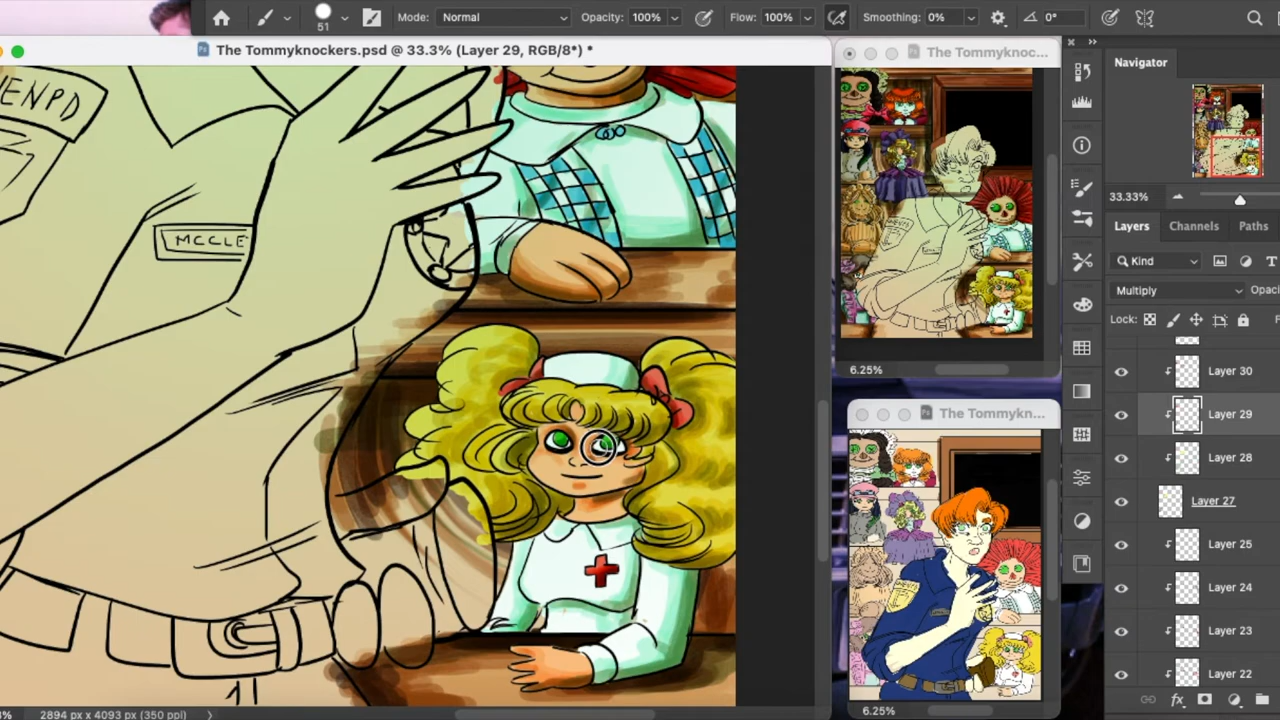 51
Mode: Normal
Opacity: 100%
Flow: 100%
Smoothing: 0%
0°
The Tommyknockers.psd @ 33.3% (Layer 29, RGB/8*) *
The Tommyknoc...
Navigator
ENPD
MCCLE
33.33%
Layers
Channels
Paths
Kind
Multiply
Opaci
Lock:
6.25%
Layer 30
The Tommykn...
Layer 29
Layer 28
Layer 27
Layer 25
Layer 24
Layer 23
Layer 22
6.25%
2894 px x 4093 px (350 ppi)